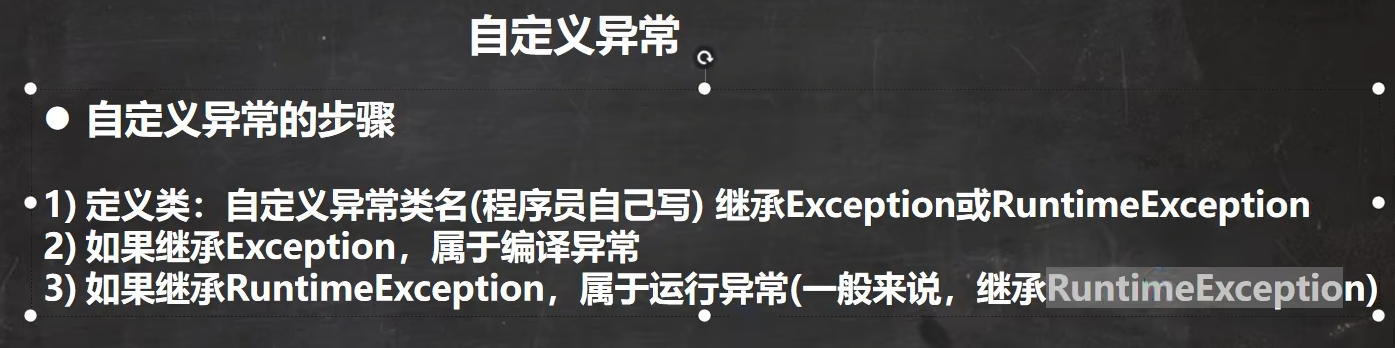 自定义异常
● 自定义异常的步骤
1) 定义类：自定义异常类名(程序员自己写) 继承Exception或RuntimeException
2) 如果继承Exception，属于编译异常
3) 如果继承RuntimeException，属于运行异常(一般来说，继承RuntimeException)